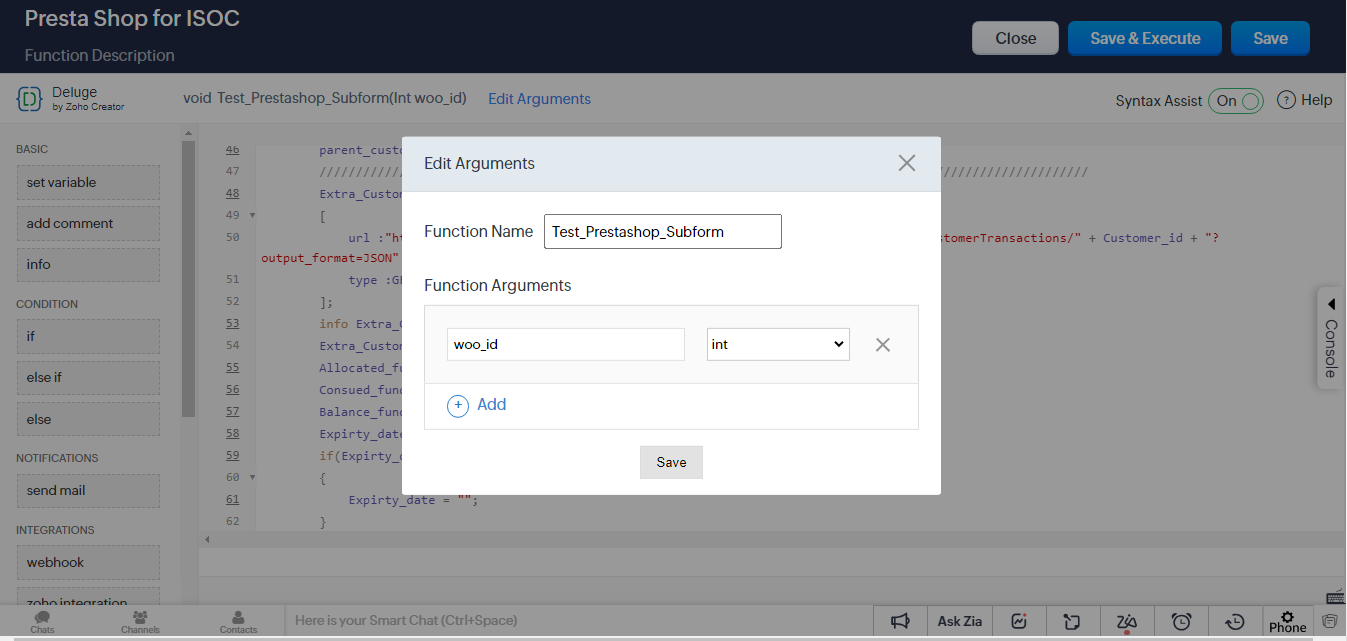 Presta Shop for ISOC
Function Description
Close
Save & Execute
Save
Deluge
by Zoho Creator
void Test_Prestashop_Subform(Int woo_id)
Edit Arguments
Syntax Assist
On
? Help
BASIC
set variable
add comment
info
CONDITION
if
else if
else
NOTIFICATIONS
send mail
INTEGRATIONS
webhook
zoho integration
46 parent_custo
47 //////////// /////////////////////
48 Extra_Custom
49 [
50 url :"ht stomerTransactions/" + Customer_id + "?
output_format=JSON"
51 type :GE
52 ];
53 info Extra_C
54 Extra_Custom
55 Allocated_fu
56 Consued_func
57 Balance_func
58 Expirty_date
59 if(Expirty_d
60 {
61 Expirty_date = "";
62 }
Edit Arguments
Function Name
Test_Prestashop_Subform
Function Arguments
woo_id
int
+ Add
Save
Console
Chats
Channels
Contacts
Here is your Smart Chat (Ctrl+Space)
Ask Zia
Phone